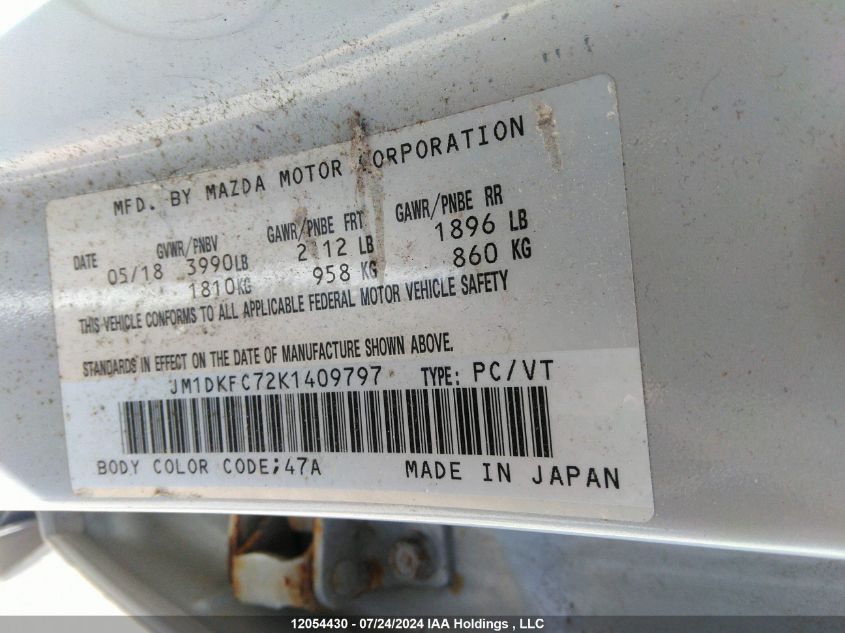 MFD. BY MAZDA MOTOR CORPORATION
DATE GVWR/PNBV GAWR/PNBE FRT GAWR/PNBE RR
05/18 3990LB 2 12 LB 1896 LB
1810KG 958 KG 860 KG
THIS VEHICLE CONFORMS TO ALL APPLICABLE FEDERAL MOTOR VEHICLE SAFETY
STANDARDS IN EFFECT ON THE DATE OF MANUFACTURE SHOWN ABOVE.
JM1DKFC72K1409797 TYPE: PC/VT
BODY COLOR CODE;47A MADE IN JAPAN
12054430 - 07/24/2024 IAA Holdings , LLC